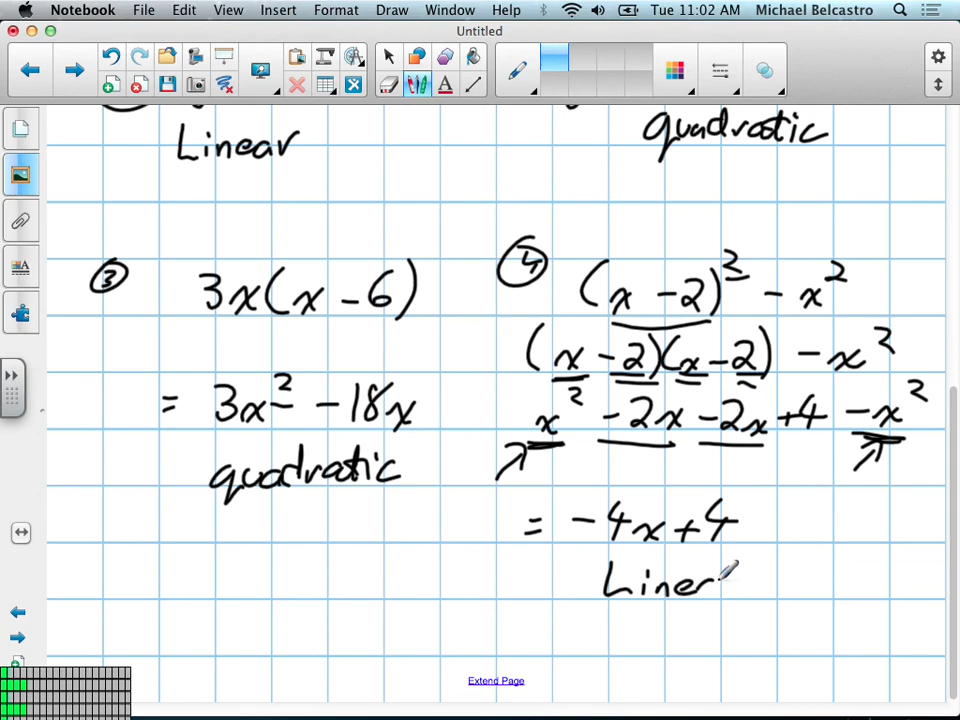 Notebook File Edit View Insert Format Draw Window Help Tue 11:02 AM Michael Belcastro
Untitled
Linear
quadratic
③ 3x(x - 6)
= 3x² - 18x
quadratic
④ (x - 2)² - x²
(x - 2)(x - 2) - x²
x² - 2x - 2x + 4 - x²
= -4x + 4
Liner
Extend Page